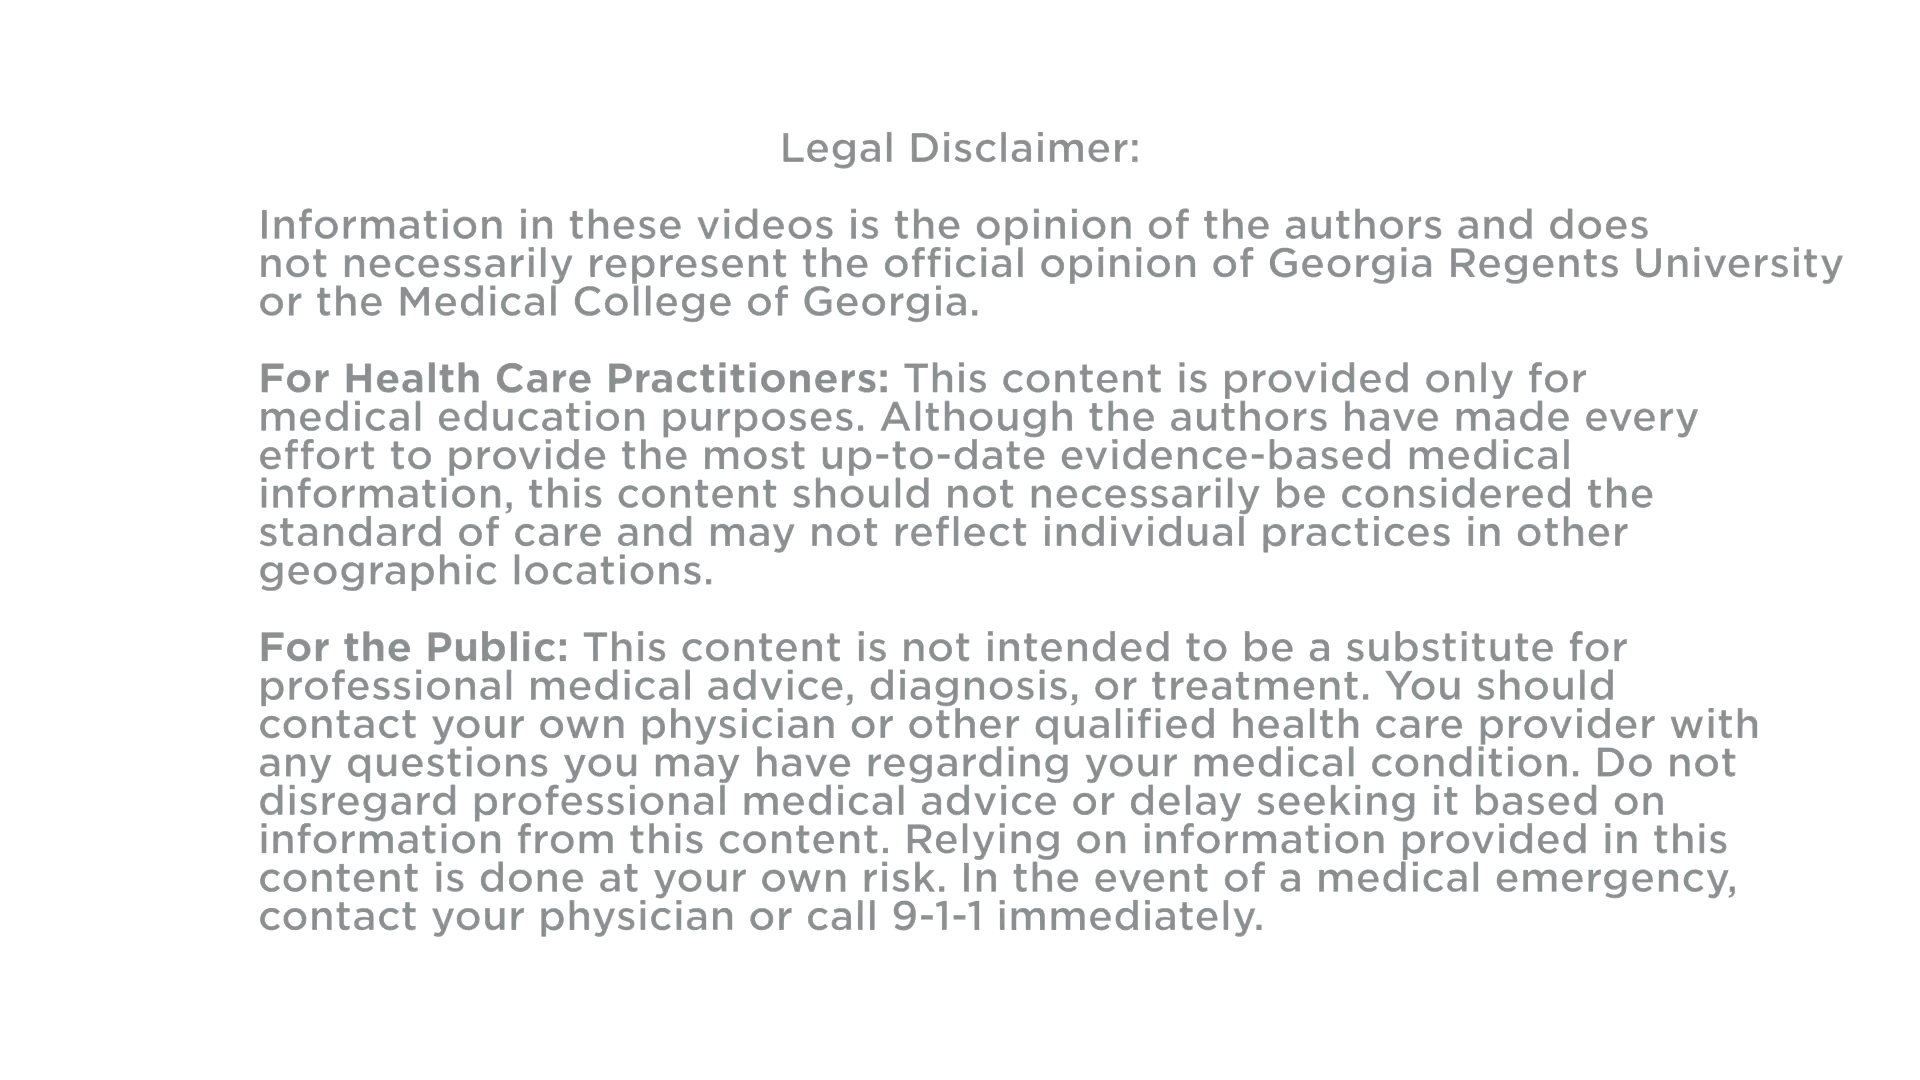 Legal Disclaimer:
Information in these videos is the opinion of the authors and does
not necessarily represent the official opinion of Georgia Regents University
or the Medical College of Georgia.
For Health Care Practitioners: This content is provided only for
medical education purposes. Although the authors have made every
effort to provide the most up-to-date evidence-based medical
information, this content should not necessarily be considered the
standard of care and may not reflect individual practices in other
geographic locations.
For the Public: This content is not intended to be a substitute for
professional medical advice, diagnosis, or treatment. You should
contact your own physician or other qualified health care provider with
any questions you may have regarding your medical condition. Do not
disregard professional medical advice or delay seeking it based on
information from this content. Relying on information provided in this
content is done at your own risk. In the event of a medical emergency,
contact your physician or call 9-1-1 immediately.